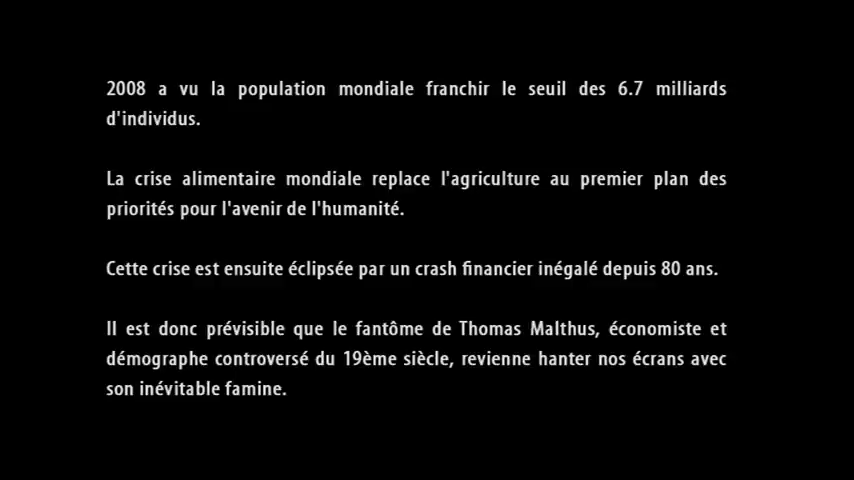 2008 a vu la population mondiale franchir le seuil des 6.7 milliards
d'individus.
La crise alimentaire mondiale replace l'agriculture au premier plan des
priorités pour l'avenir de l'humanité.
Cette crise est ensuite éclipsée par un crash financier inégalé depuis 80 ans.
Il est donc prévisible que le fantôme de Thomas Malthus, économiste et
démographe controversé du 19ème siècle, revienne hanter nos écrans avec
son inévitable famine.